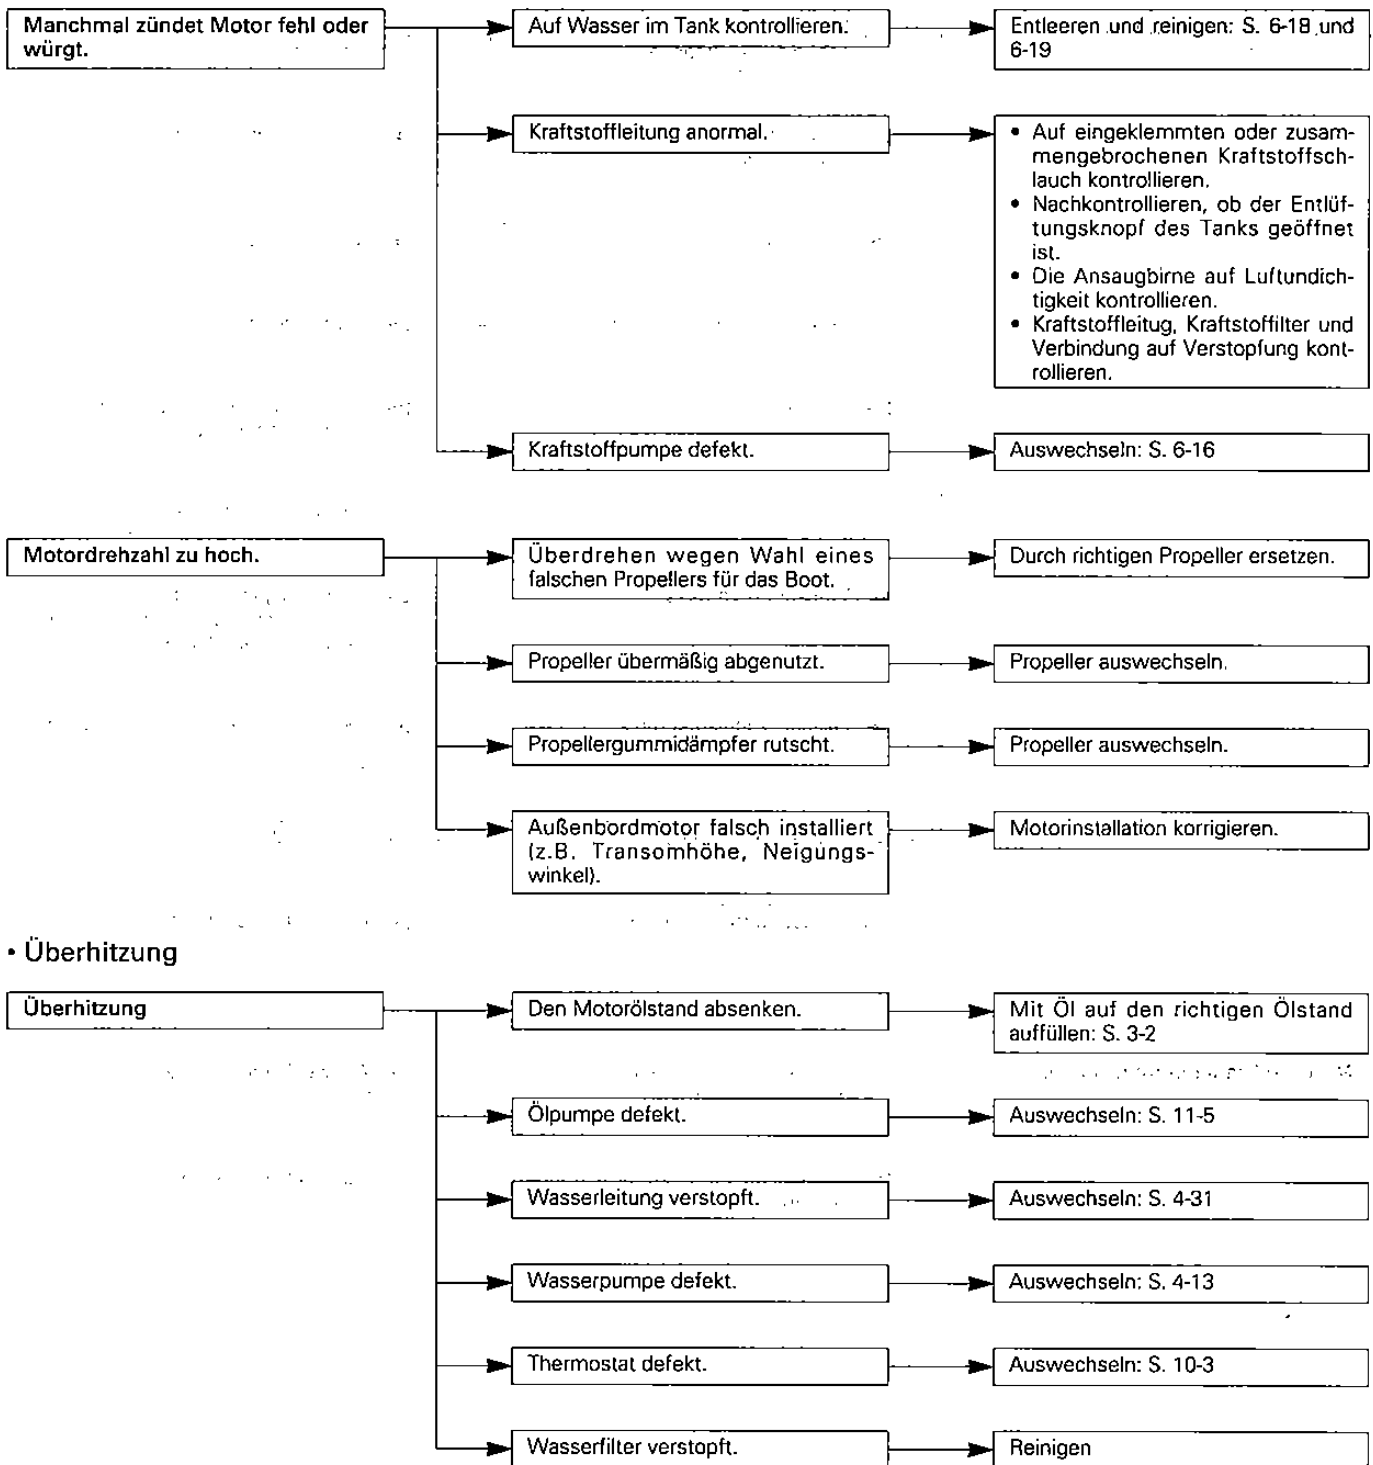 Manchmal zündet Motor fehl oder
würgt.
Auf Wasser im Tank kontrollieren.
Entleeren und reinigen: S. 6-18 und
6-19
Kraftstoffleitung anormal.
• Auf eingeklemmten oder zusam-
mengebrochenen Kraftstoffsch-
lauch kontrollieren.
• Nachkontrollieren, ob der Entlüf-
tungsknopf des Tanks geöffnet
ist.
• Die Ansaugbirne auf Luftundich-
tigkeit kontrollieren.
• Kraftstoffleitug, Kraftstoffilter und
Verbindung auf Verstopfung kont-
rollieren.
Kraftstoffpumpe defekt.
Auswechseln: S. 6-16
Motordrehzahl zu hoch.
Überdrehen wegen Wahl eines
falschen Propellers für das Boot.
Durch richtigen Propeller ersetzen.
Propeller übermäßig abgenutzt.
Propeller auswechseln.
Propellergummidämpfer rutscht.
Propeller auswechseln.
Außenbordmotor falsch installiert
(z.B. Transomhöhe, Neigungs-
winkel).
Motorinstallation korrigieren.
• Überhitzung
Überhitzung
Den Motorölstand absenken.
Mit Öl auf den richtigen Ölstand
auffüllen: S. 3-2
Ölpumpe defekt.
Auswechseln: S. 11-5
Wasserleitung verstopft.
Auswechseln: S. 4-31
Wasserpumpe defekt.
Auswechseln: S. 4-13
Thermostat defekt.
Auswechseln: S. 10-3
Wasserfilter verstopft.
Reinigen